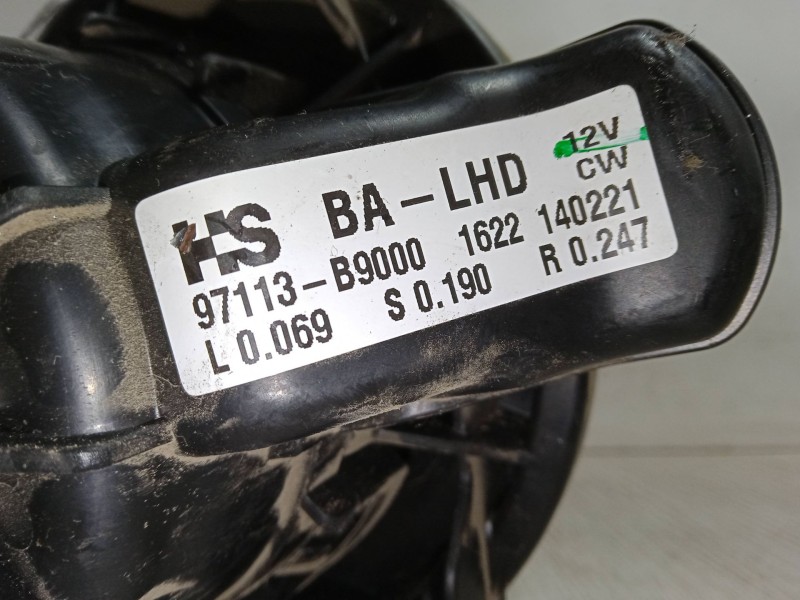 HS BA-LHD 12V
CW
97113-B9000 1622 140221
L 0.069 S 0.190 R 0.247